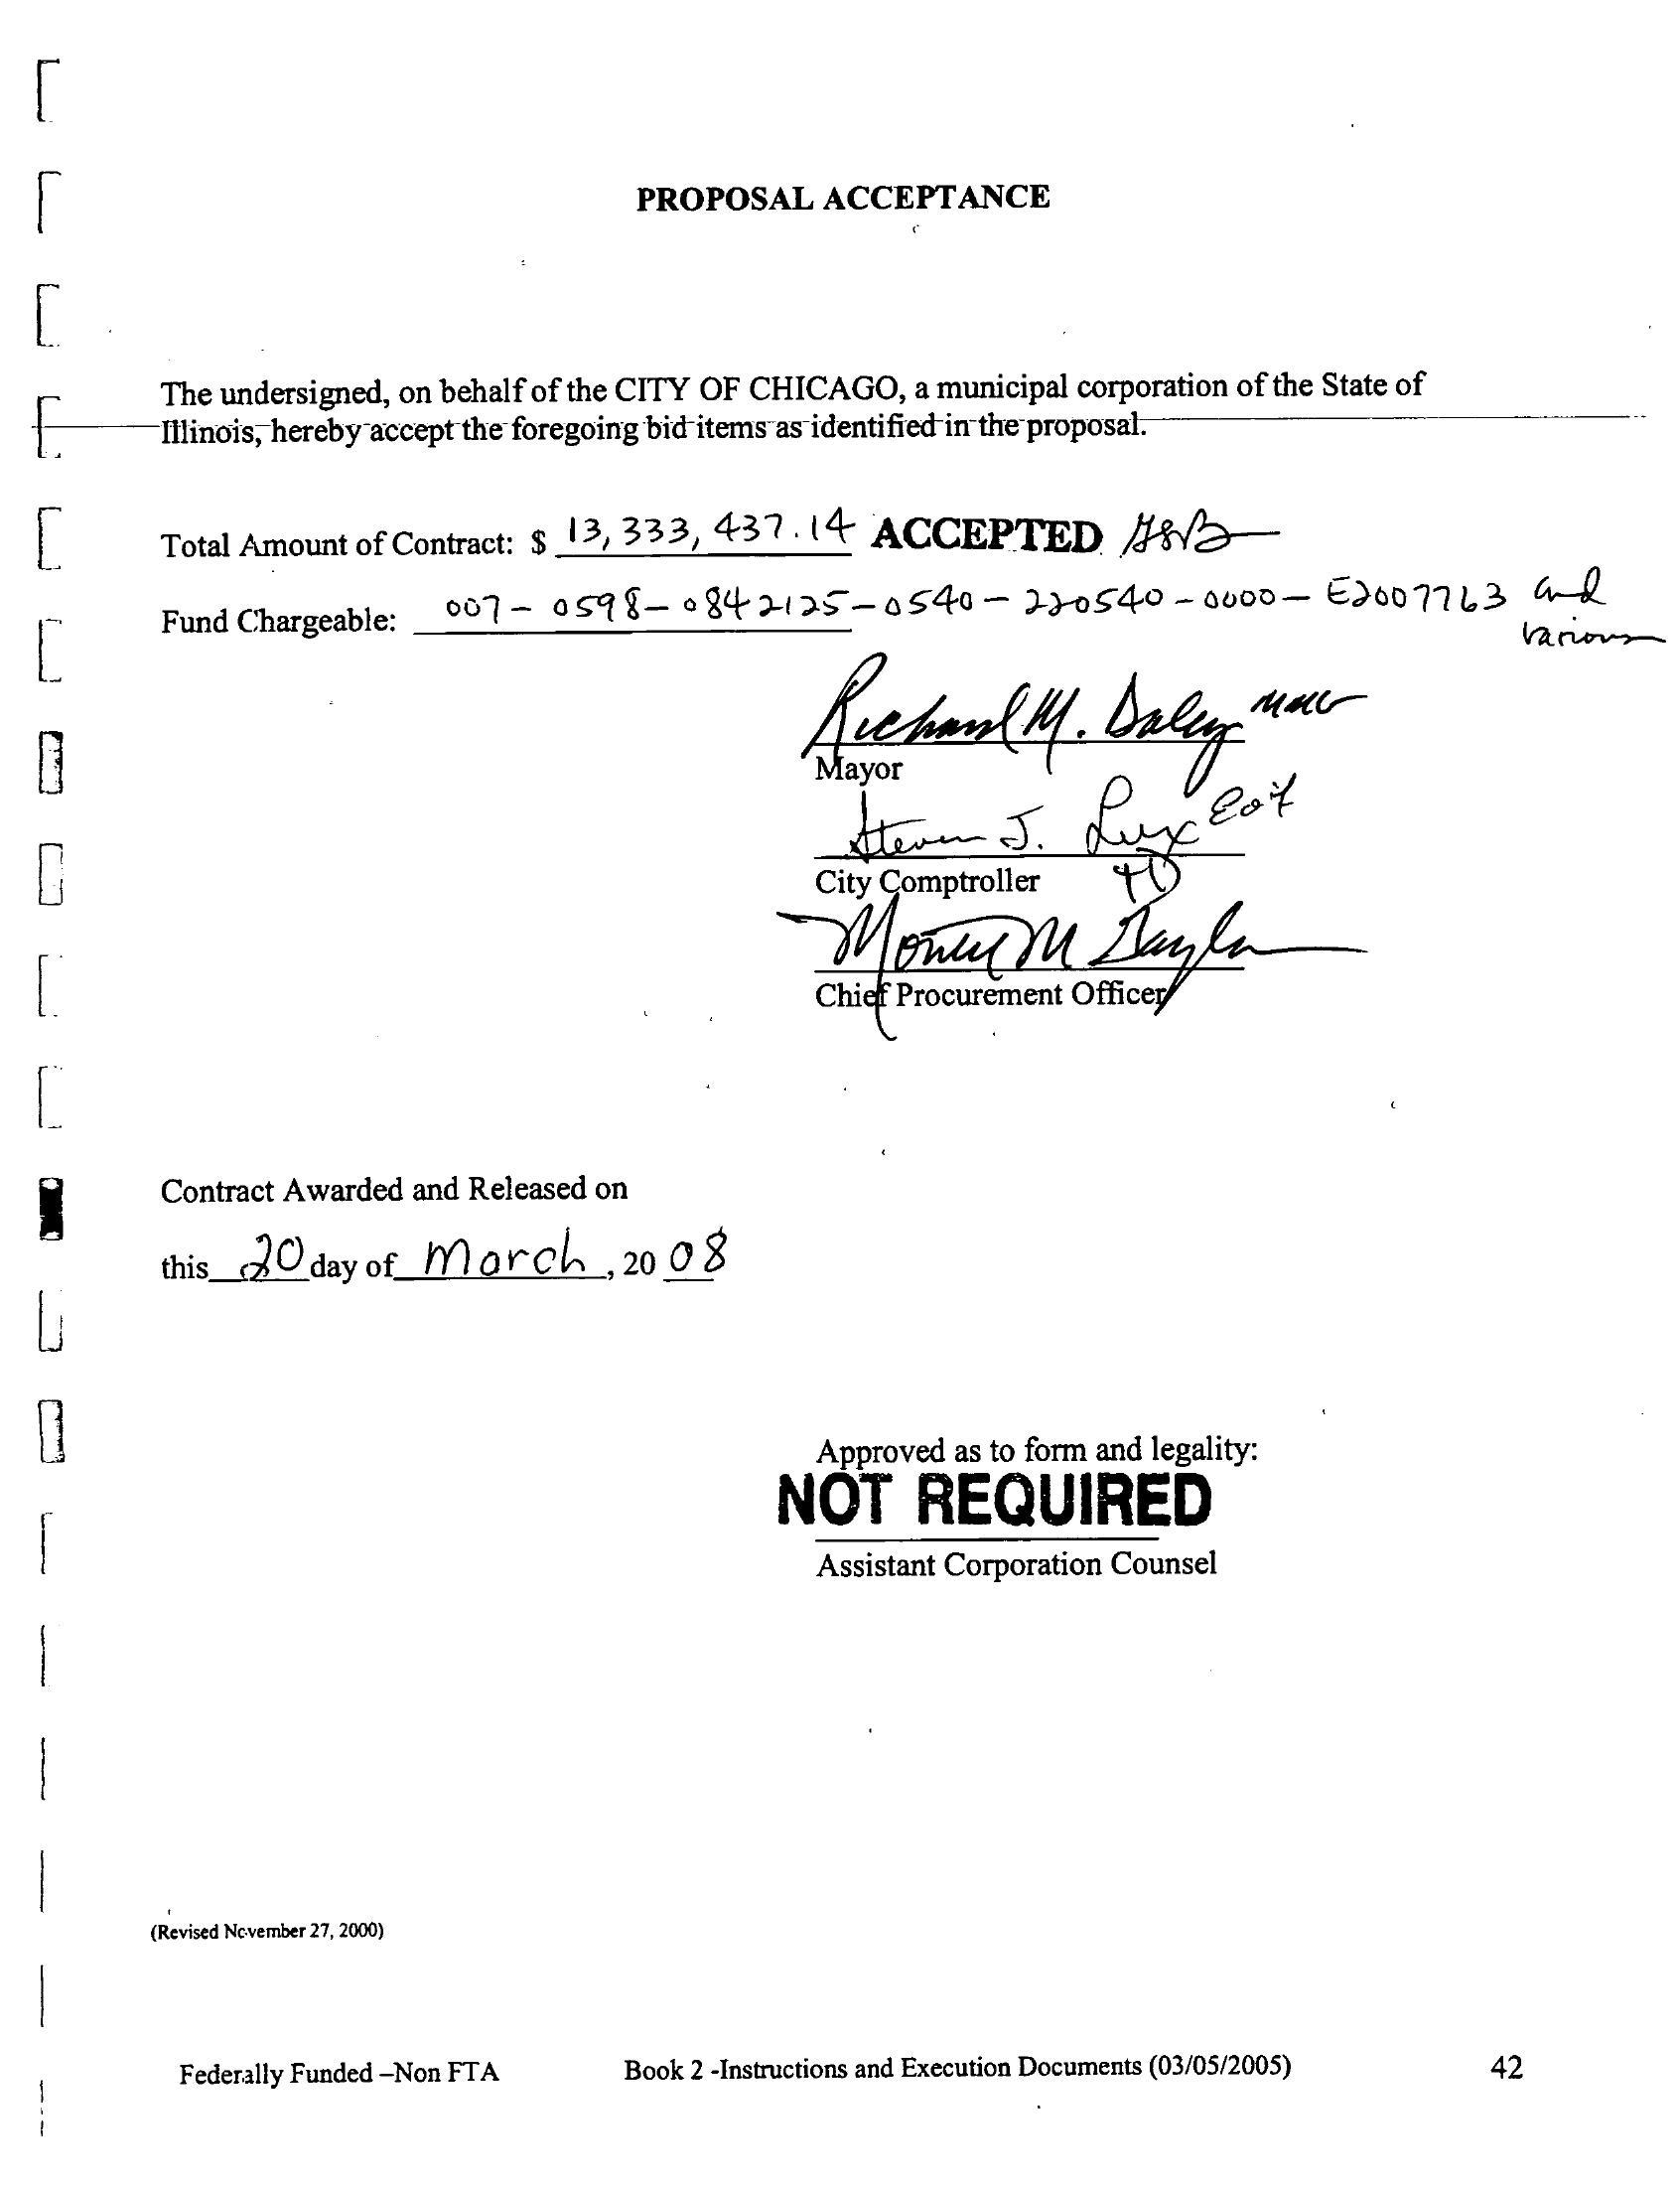 PROPOSAL ACCEPTANCE
The undersigned, on behalf of the CITY OF CHICAGO, a municipal corporation of the State of
Illinois, hereby accept the foregoing bid items as identified in the proposal.
Total Amount of Contract: $ 13,333,437.14 ACCEPTED
Fund Chargeable: 007-0598-0842125-0540-220540-0000-E2007763 and
various
Richard M. Daley
Mayor
Steven J. Lux
City Comptroller
Chief Procurement Officer
Contract Awarded and Released on
this 20 day of March, 20 08
Approved as to form and legality:
NOT REQUIRED
Assistant Corporation Counsel
(Revised November 27, 2000)
Federally Funded –Non FTA Book 2 -Instructions and Execution Documents (03/05/2005) 42